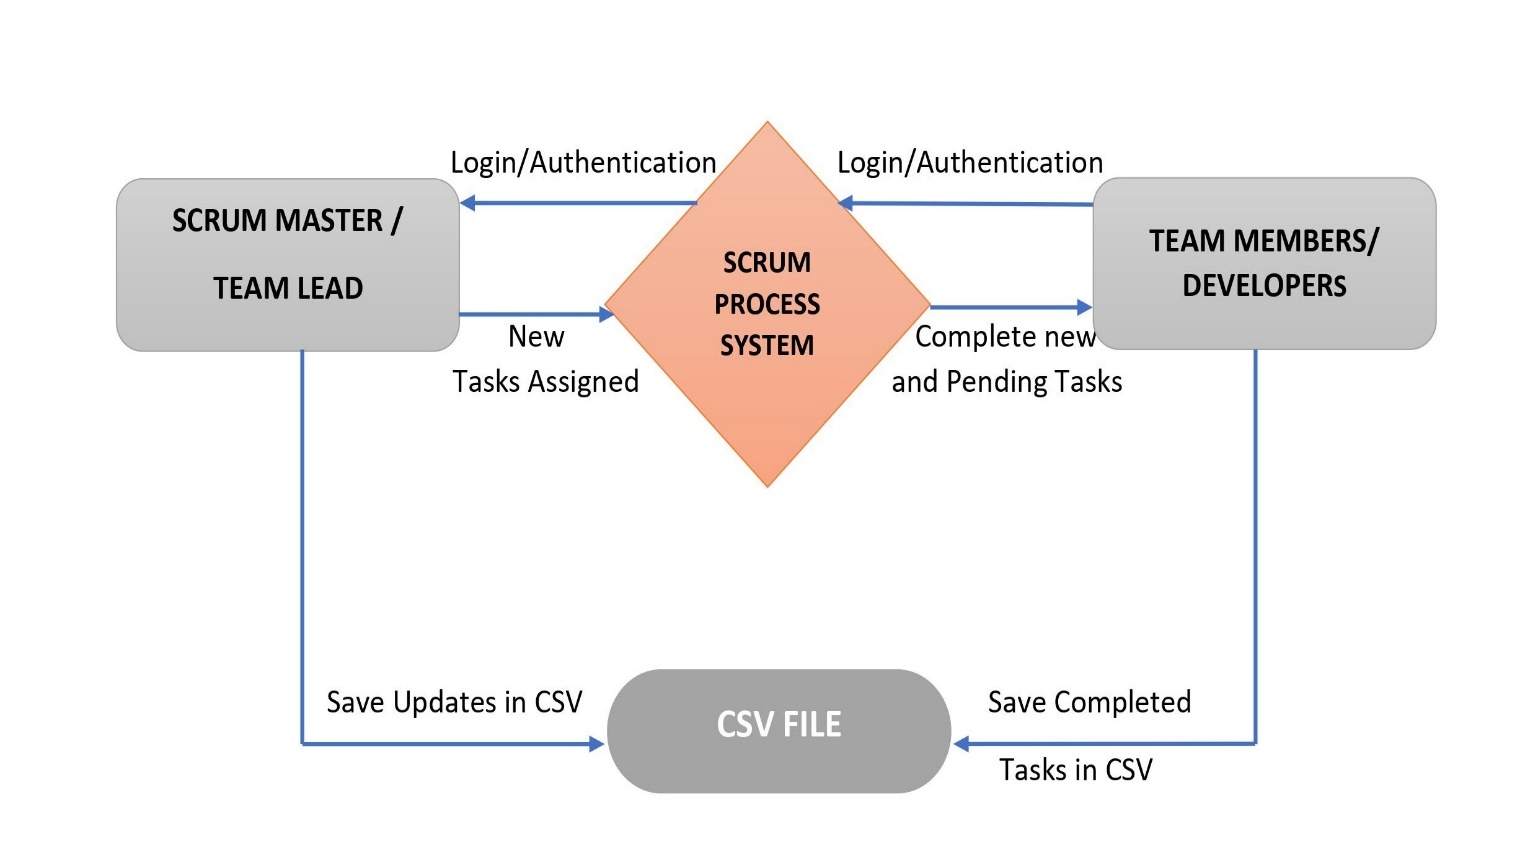 Login/Authentication
Login/Authentication
SCRUM MASTER /
TEAM LEAD
SCRUM
PROCESS
SYSTEM
TEAM MEMBERS/
DEVELOPERs
New
Tasks Assigned
Complete new
and Pending Tasks
Save Updates in CSV
CSV FILE
Save Completed
Tasks in CSV